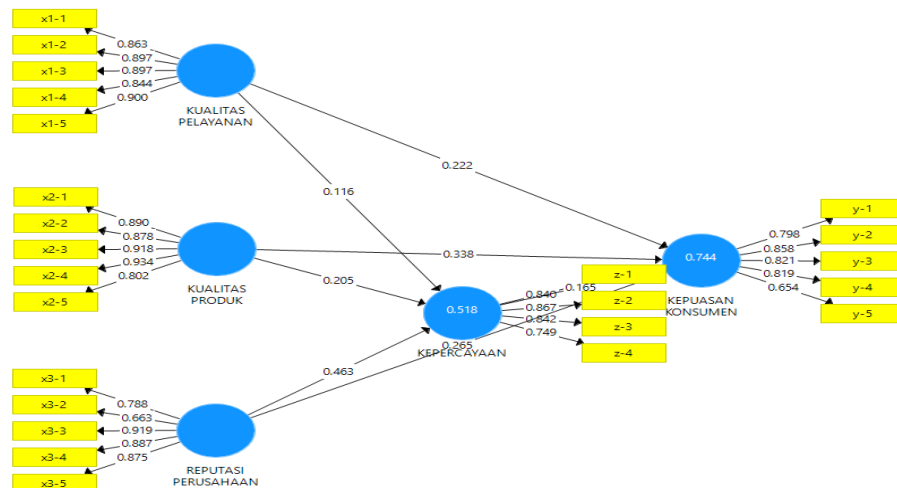 x1-1
x1-2
x1-3
x1-4
x1-5
0.863
0.897
0.897
0.844
0.900
KUALITAS
PELAYANAN
0.222
0.116
x2-1
x2-2
x2-3
x2-4
x2-5
0.890
0.878
0.918
0.934
0.802
KUALITAS
PRODUK
0.338
0.205
x3-1
x3-2
x3-3
x3-4
x3-5
0.788
0.663
0.919
0.887
0.875
REPUTASI
PERUSAHAAN
0.463
0.265
0.518
KEPERCAYAAN
0.840
0.867
0.842
0.749
0.165
z-1
z-2
z-3
z-4
0.744
KEPUASAN
KONSUMEN
0.798
0.858
0.821
0.819
0.654
y-1
y-2
y-3
y-4
y-5